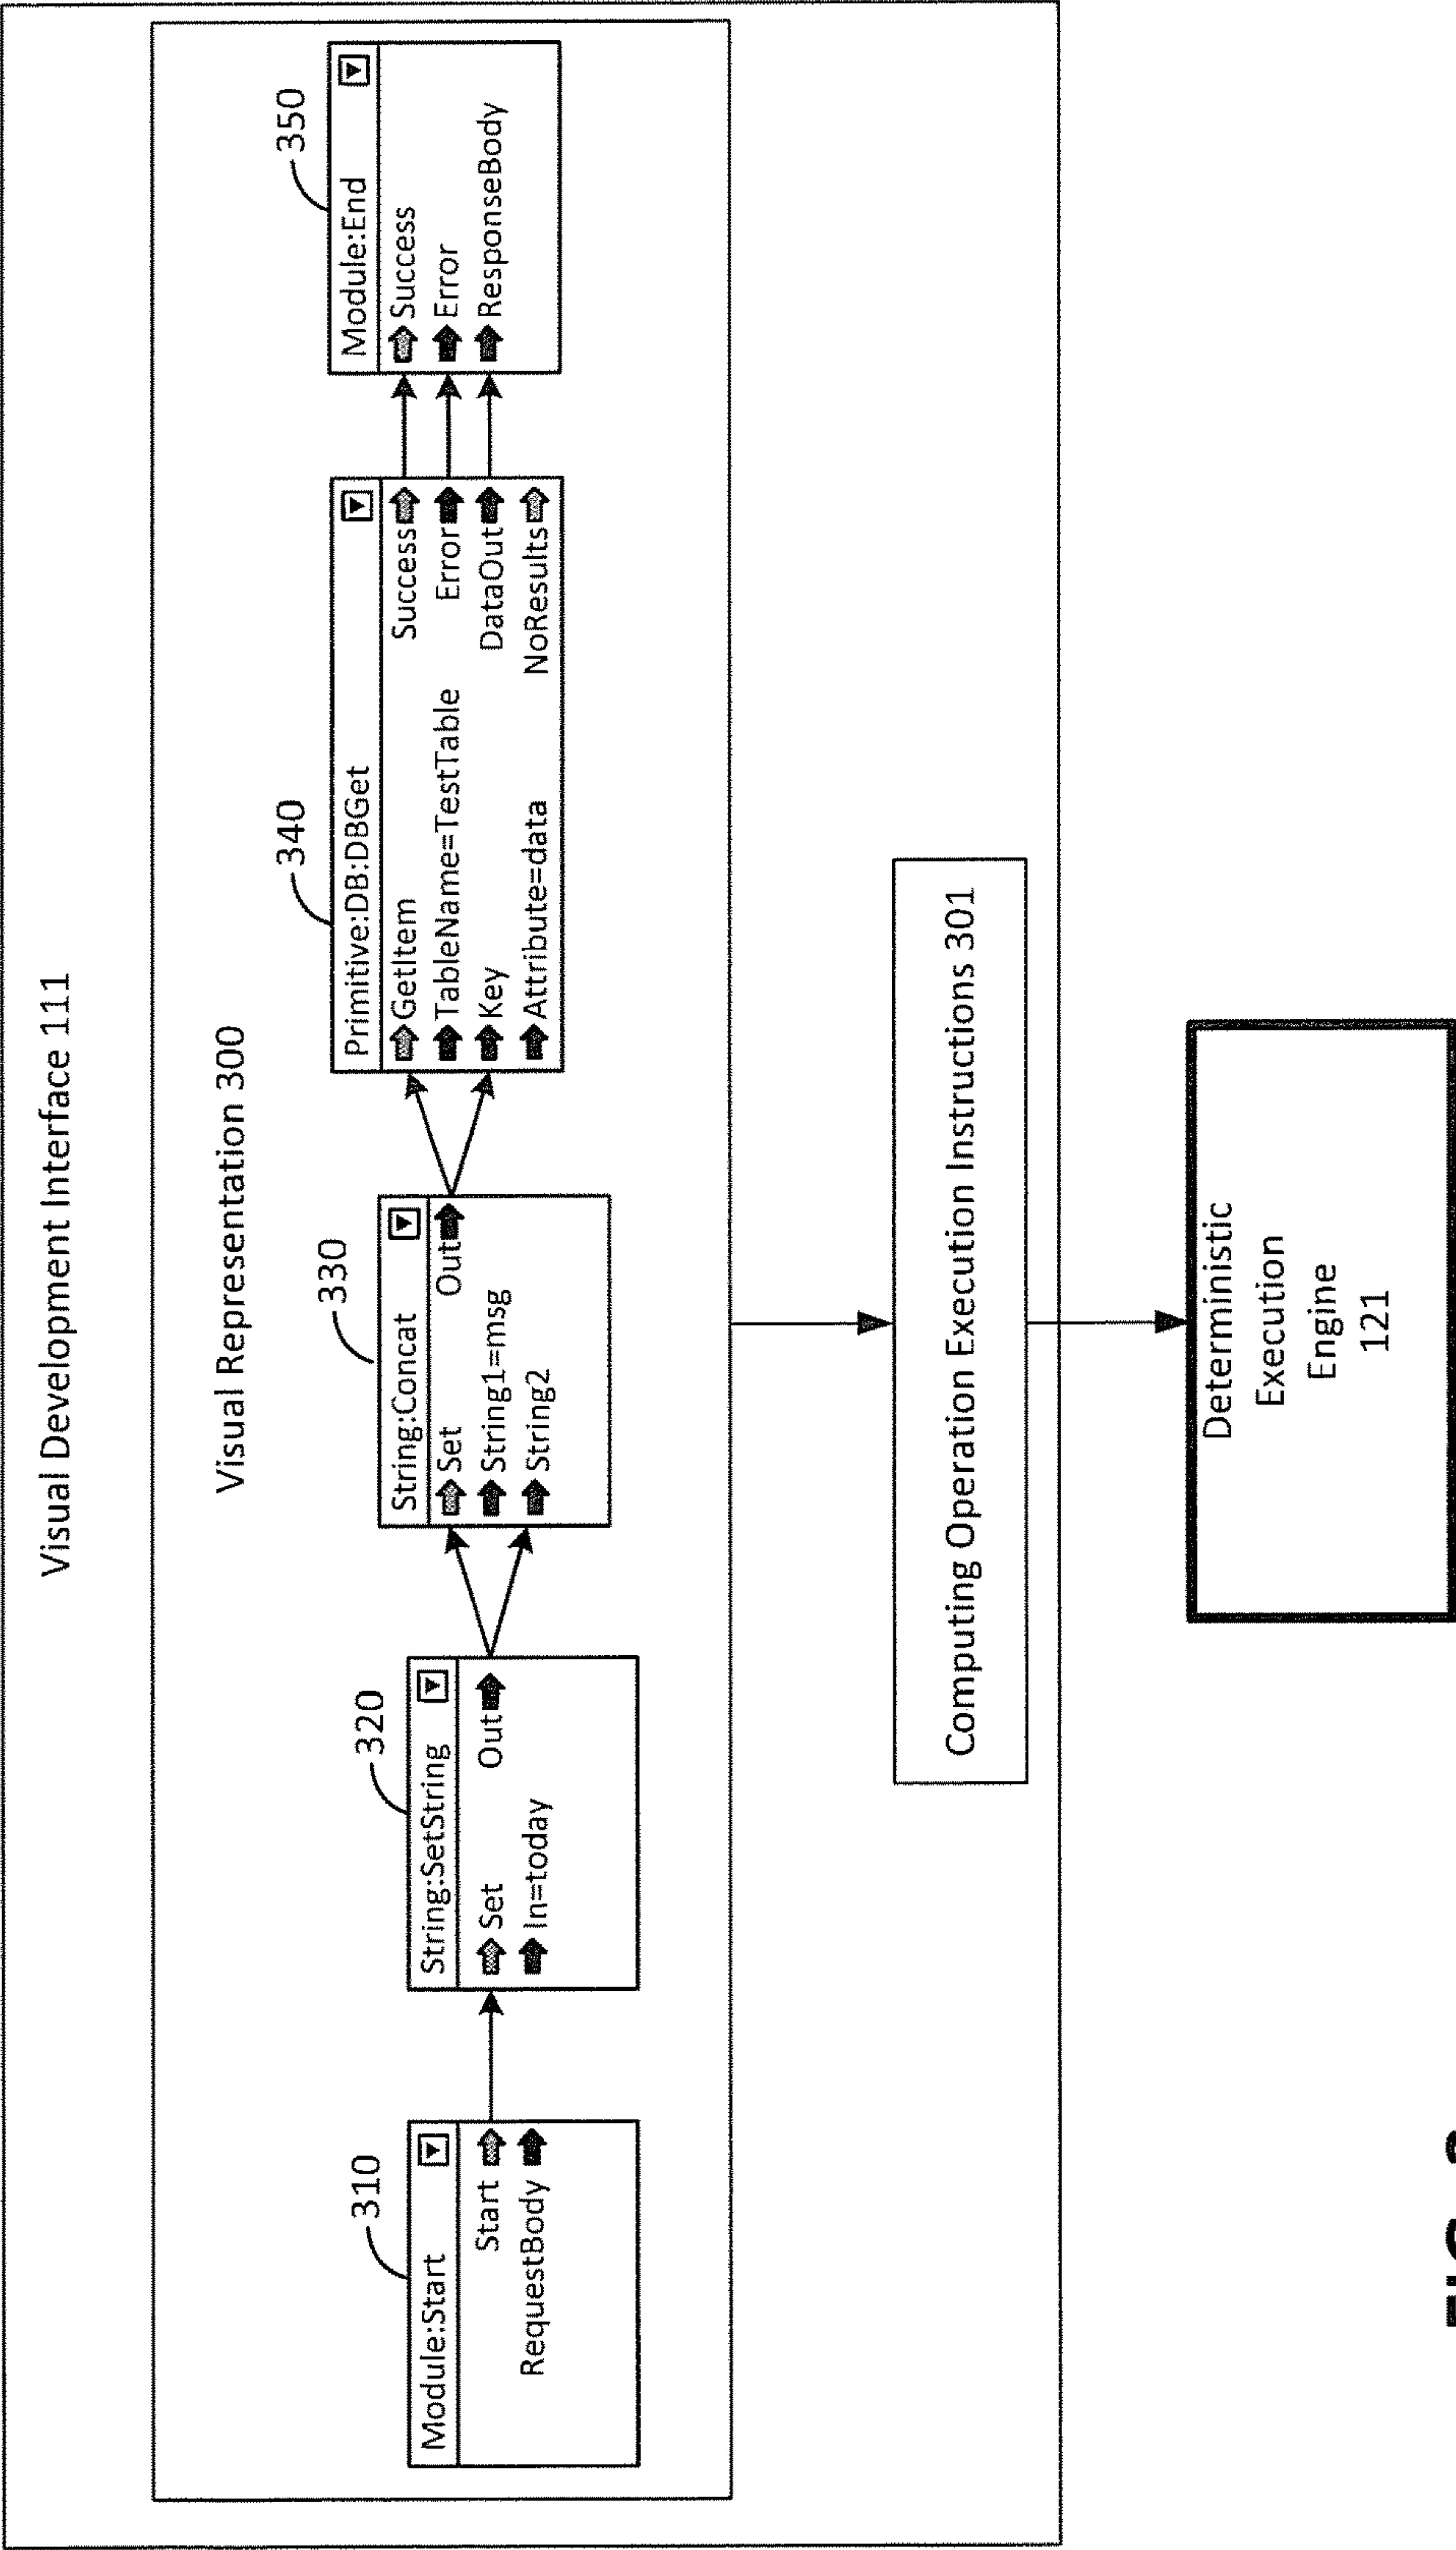 Visual Development Interface 111
Visual Representation 300
310
Module:Start
Start
RequestBody
320
String:SetString
Set
Out
In=today
330
String:Concat
Set
Out
String1=msg
String2
340
Primitive:DB:DBGet
GetItem
Success
TableName=TestTable
Error
Key
DataOut
Attribute=data
NoResults
350
Module:End
Success
Error
ResponseBody
Computing Operation Execution Instructions 301
Deterministic
Execution
Engine
121